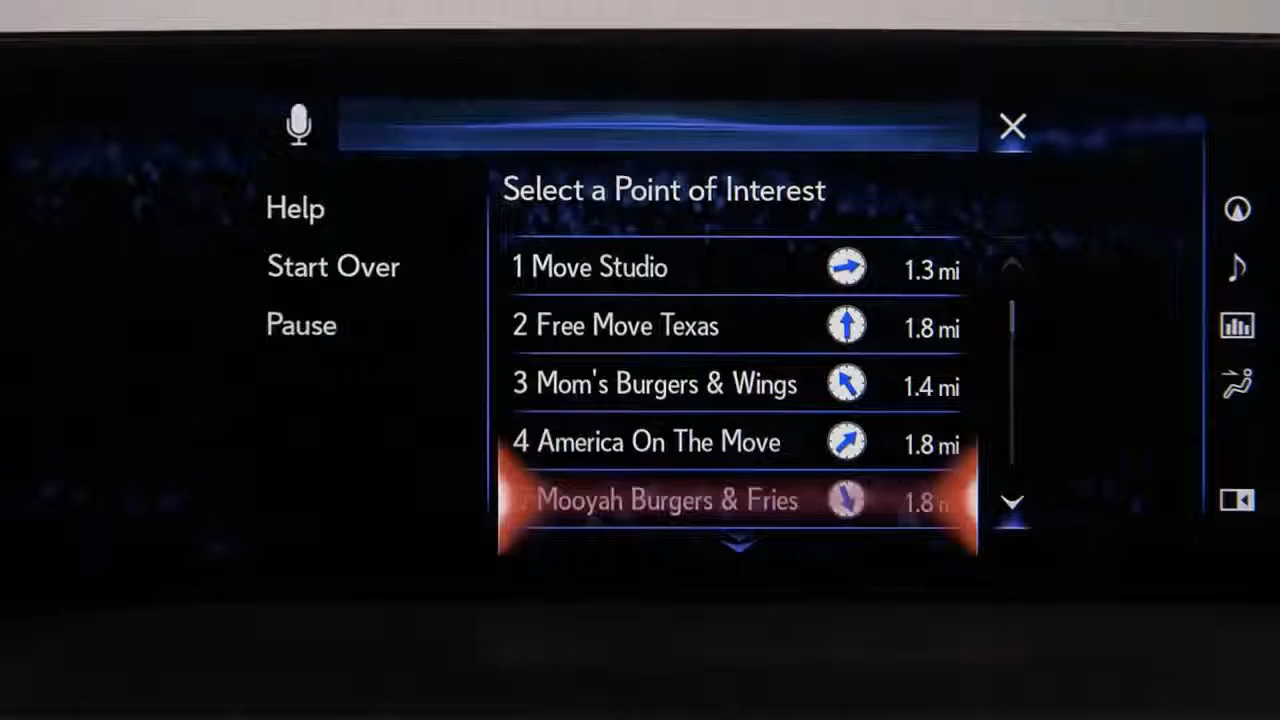 Select a Point of Interest
Help
Start Over
Pause
1 Move Studio 1.3 mi
2 Free Move Texas 1.8 mi
3 Mom's Burgers & Wings 1.4 mi
4 America On The Move 1.8 mi
Mooyah Burgers & Fries 1.8